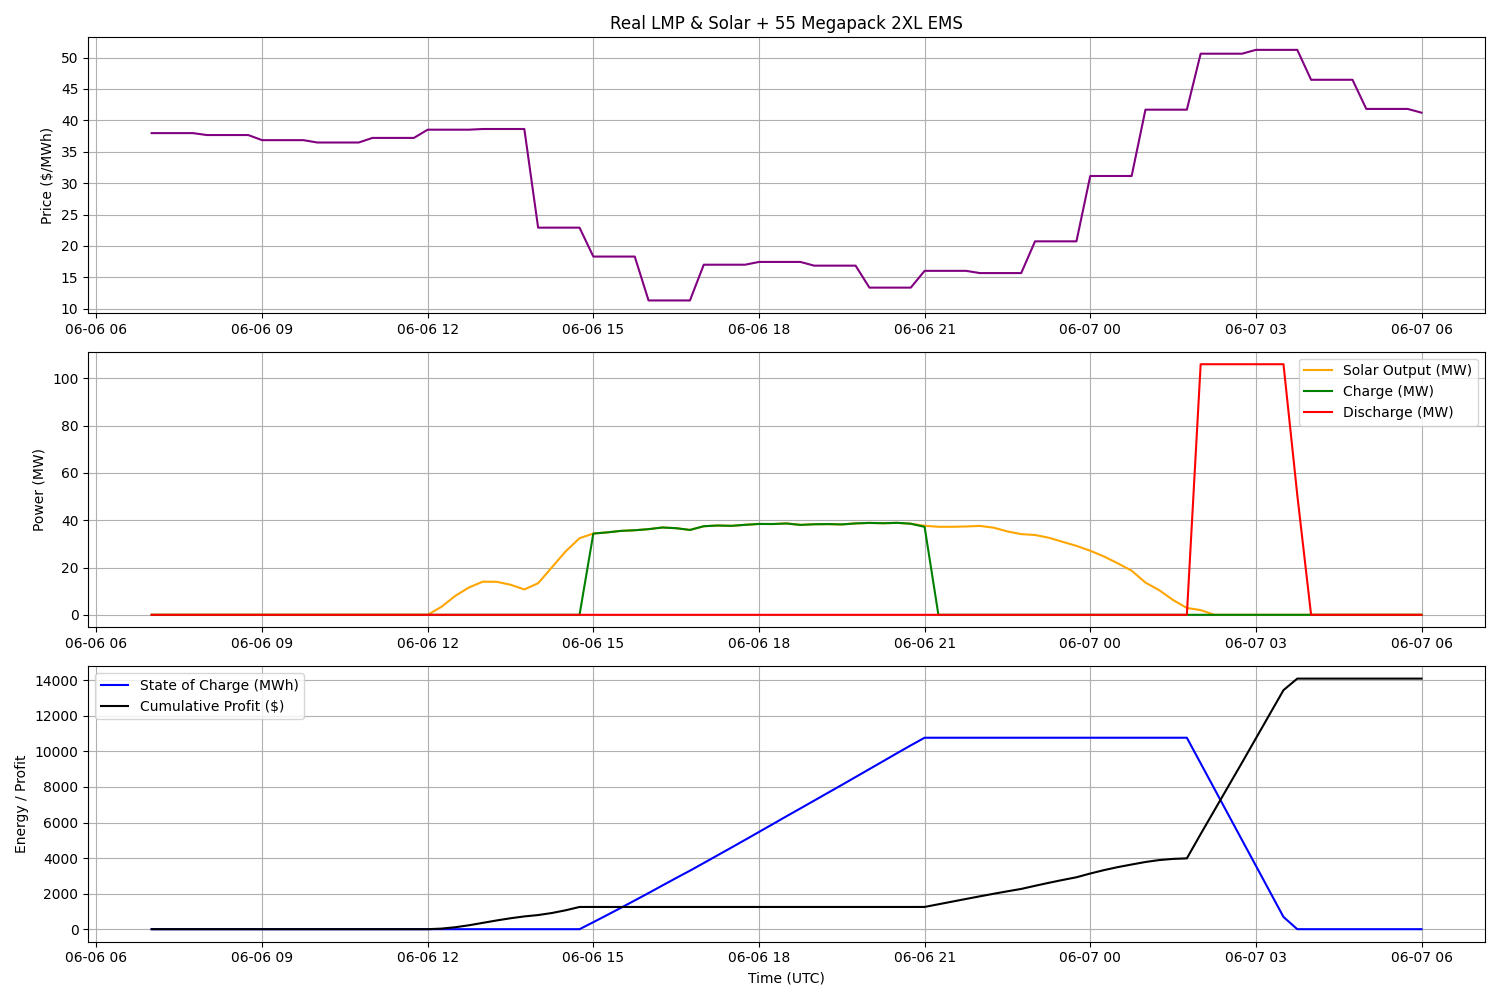 Real LMP & Solar + 55 Megapack 2XL EMS
Price ($/MWh)
50
45
40
35
30
25
20
15
10
06-06 06 06-06 09 06-06 12 06-06 15 06-06 18 06-06 21 06-07 00 06-07 03 06-07 06
Power (MW)
100
80
60
40
20
0
Solar Output (MW)
Charge (MW)
Discharge (MW)
06-06 06 06-06 09 06-06 12 06-06 15 06-06 18 06-06 21 06-07 00 06-07 03 06-07 06
Energy / Profit
14000
12000
10000
8000
6000
4000
2000
0
State of Charge (MWh)
Cumulative Profit ($)
06-06 06 06-06 09 06-06 12 06-06 15 06-06 18 06-06 21 06-07 00 06-07 03 06-07 06
Time (UTC)